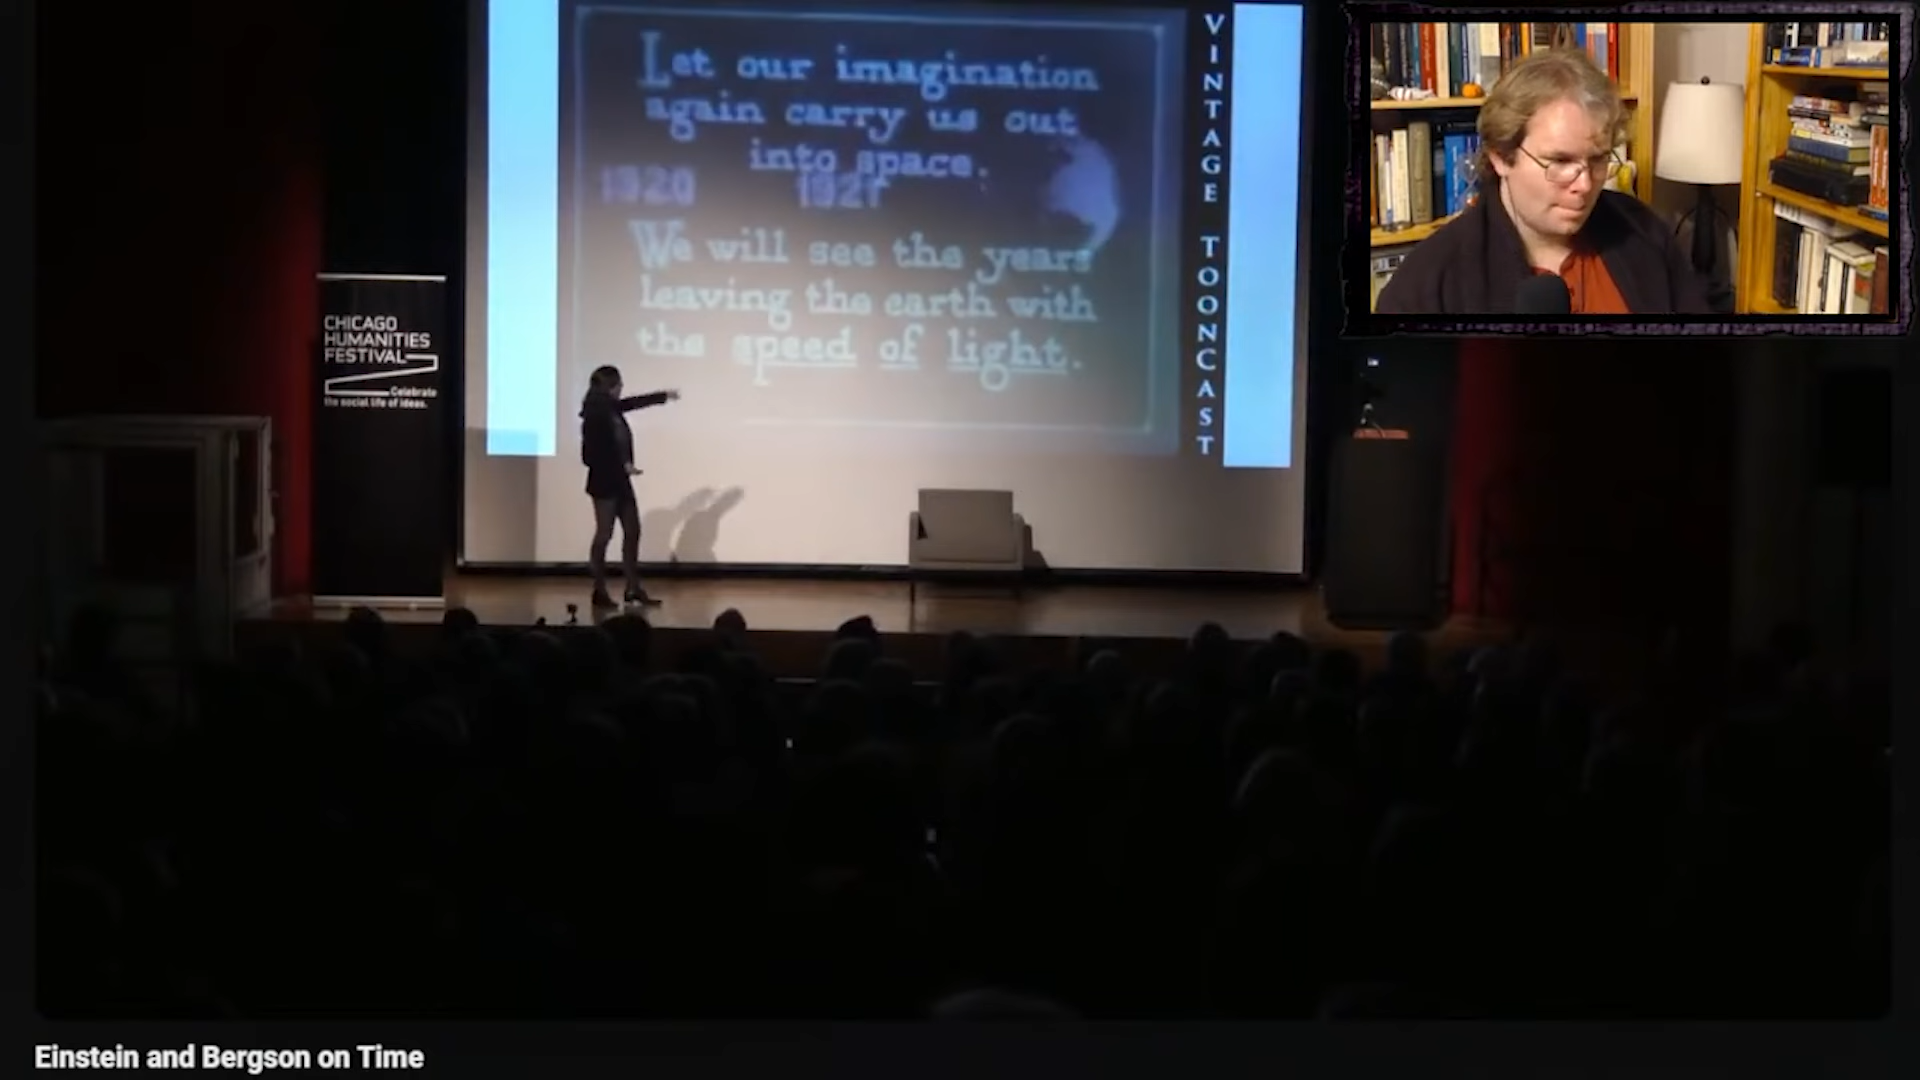 Let our imagination
again carry us out
into space.
1920 1921
We will see the years
leaving the earth with
the speed of light.
VINTAGE TOONCAST
CHICAGO
HUMANITIES
FESTIVAL
Celebrate
the social life of ideas.
Einstein and Bergson on Time